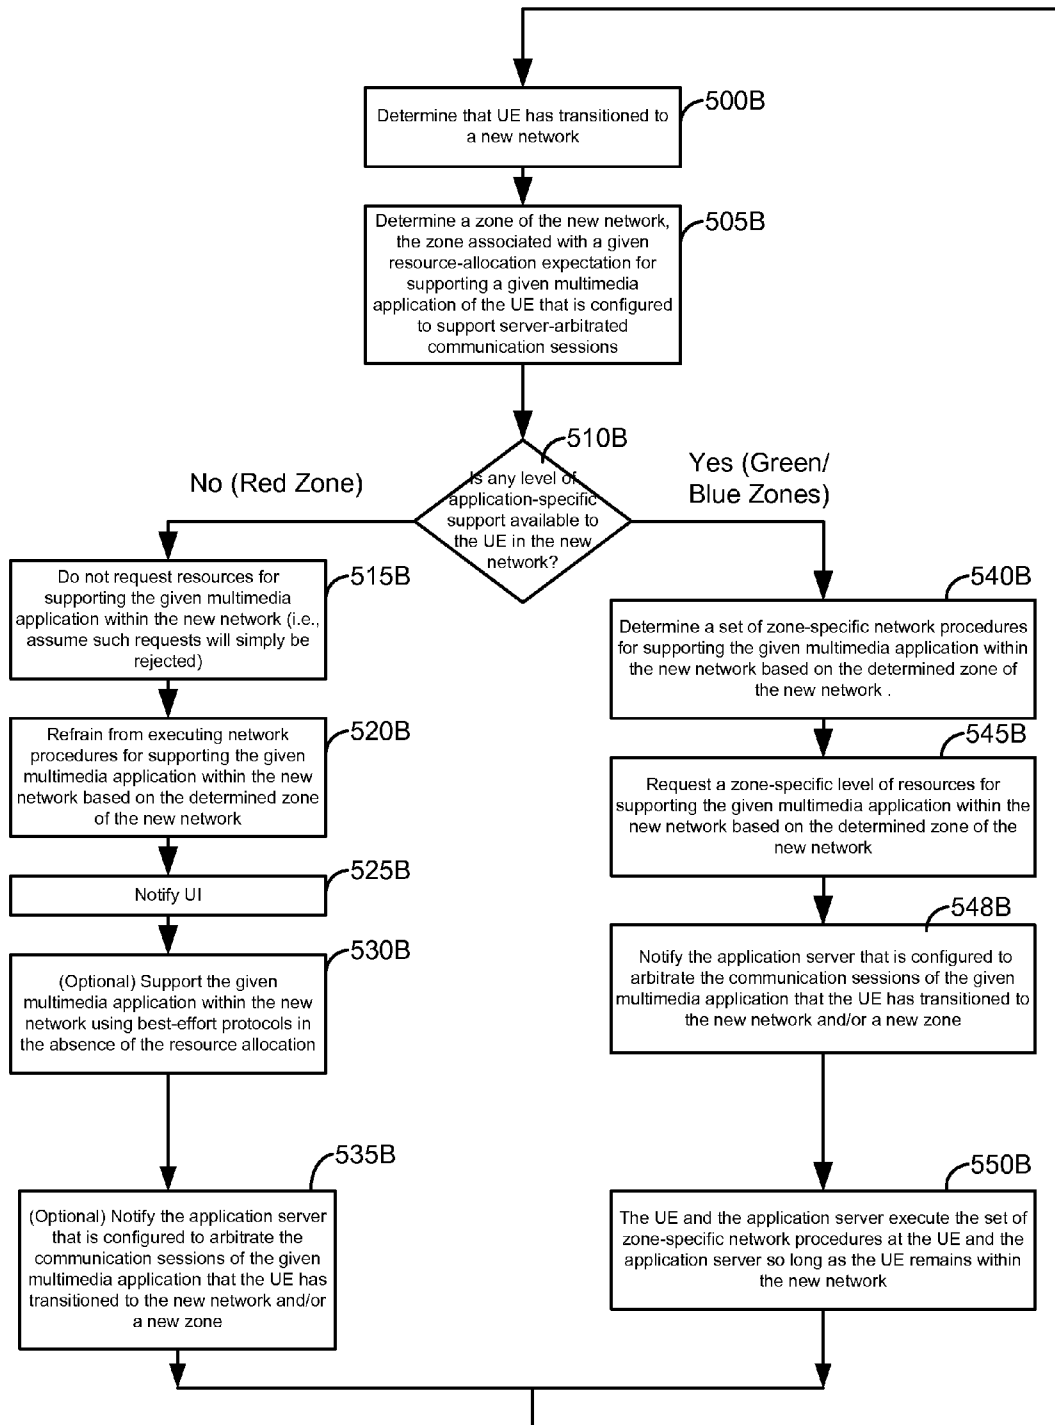 500B
Determine that UE has transitioned to
a new network
505B
Determine a zone of the new network,
the zone associated with a given
resource-allocation expectation for
supporting a given multimedia
application of the UE that is configured
to support server-arbitrated
communication sessions
510B
No (Red Zone)
Yes (Green/
Blue Zones)
Is any level of
application-specific
support available to
the UE in the new
network?
515B
Do not request resources for
supporting the given multimedia
application within the new network (i.e.,
assume such requests will simply be
rejected)
520B
Refrain from executing network
procedures for supporting the given
multimedia application within the new
network based on the determined zone
of the new network
525B
Notify UI
530B
(Optional) Support the given
multimedia application within the new
network using best-effort protocols in
the absence of the resource allocation
535B
(Optional) Notify the application server
that is configured to arbitrate the
communication sessions of the given
multimedia application that the UE has
transitioned to the new network and/or
a new zone
540B
Determine a set of zone-specific network procedures
for supporting the given multimedia application within
the new network based on the determined zone of
the new network .
545B
Request a zone-specific level of resources for
supporting the given multimedia application within the
new network based on the determined zone of the
new network
548B
Notify the application server that is configured to
arbitrate the communication sessions of the given
multimedia application that the UE has transitioned to
the new network and/or a new zone
550B
The UE and the application server execute the set of
zone-specific network procedures at the UE and the
application server so long as the UE remains within
the new network